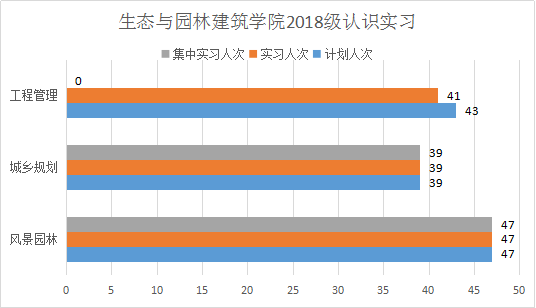 生态与园林建筑学院2018级认识实习
集中实习人次 实习人次 计划人次
0
工程管理 41
43
39
城乡规划 39
39
47
风景园林 47
47
0 5 10 15 20 25 30 35 40 45 50